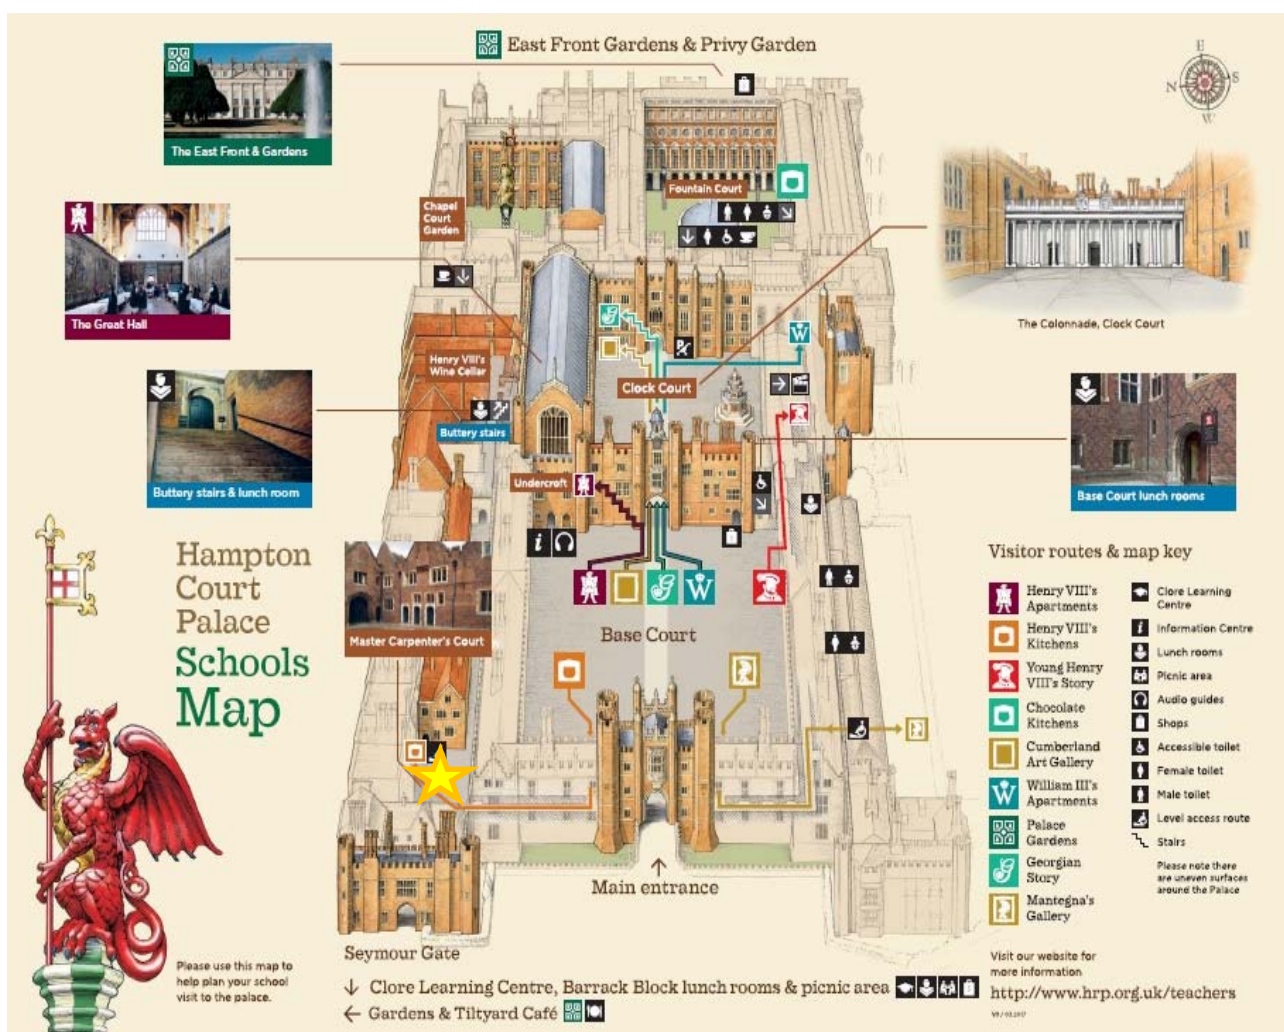 East Front Gardens & Privy Garden
The East Front & Gardens
E
N
S
W
Fountain Court
Chapel
Court
Garden
The Great Hall
The Colonnade, Clock Court
Henry VIII's
Wine Cellar
Clock Court
W
Buttery stairs
Buttery stairs & lunch room
Undercroft
Base Court lunch rooms
i
W
Base Court
Master Carpenter's Court
Hampton
Court
Palace
Schools
Map
Main entrance
Seymour Gate
Please use this map to
help plan your school
visit to the palace.
↓ Clore Learning Centre, Barrack Block lunch rooms & picnic area
← Gardens & Tiltyard Café
Visitor routes & map key
Henry VIII's
Apartments
Henry VIII's
Kitchens
Young Henry
VIII's Story
Chocolate
Kitchens
Cumberland
Art Gallery
W
William III's
Apartments
Palace
Gardens
Georgian
Story
Mantegna's
Gallery
Clore Learning
Centre
i
Information Centre
Lunch rooms
Picnic area
Audio guides
Shops
Accessible toilet
Female toilet
Male toilet
Level access route
Stairs
Please note there
are uneven surfaces
around the Palace
Visit our website for
more information
http://www.hrp.org.uk/teachers